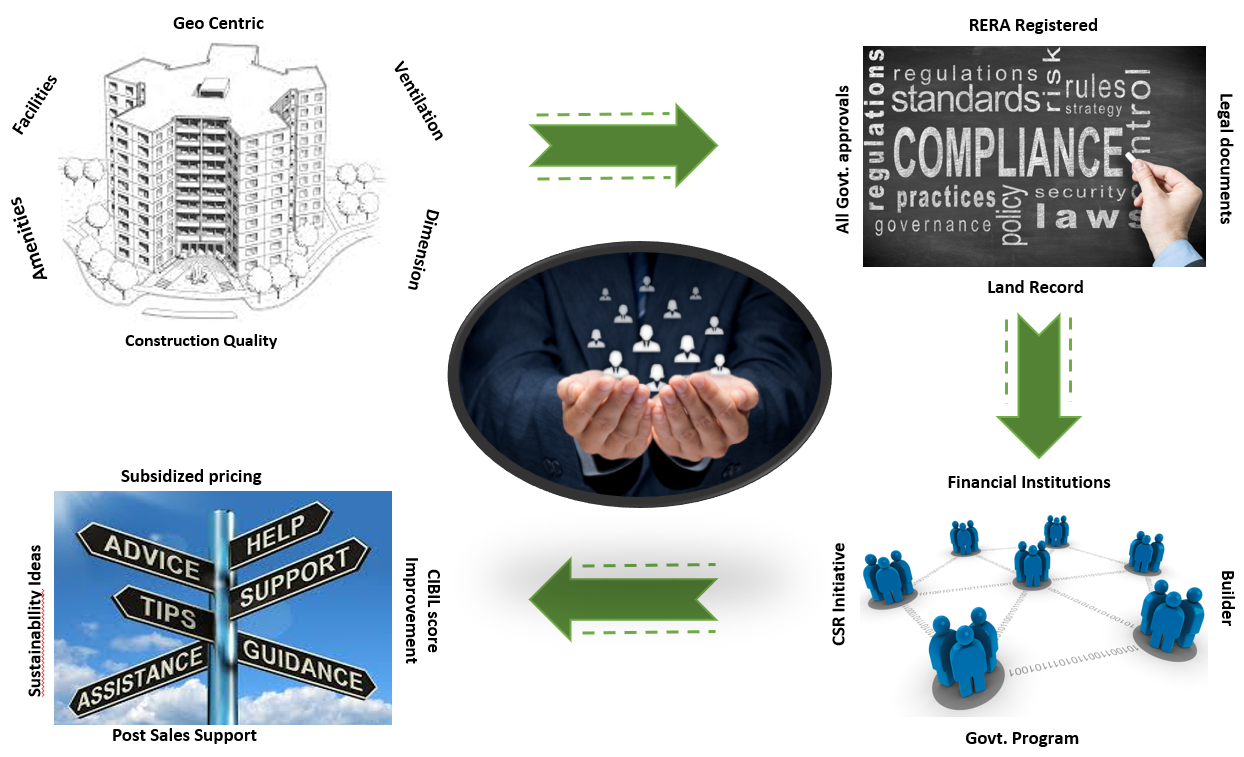 Geo Centric
Facilities
Ventilation
Amenities
Dimension
Construction Quality
RERA Registered
All Govt. approvals
Legal documents
regulations
regulations
standards
risk
rules
strategy
control
COMPLIANCE
practices
policy
security
governance
laws
Land Record
Financial Institutions
CSR Initiative
Builder
Govt. Program
Subsidized pricing
Sustainability Ideas
CIBIL score
Improvement
ADVICE
HELP
SUPPORT
TIPS
ASSISTANCE
GUIDANCE
Post Sales Support